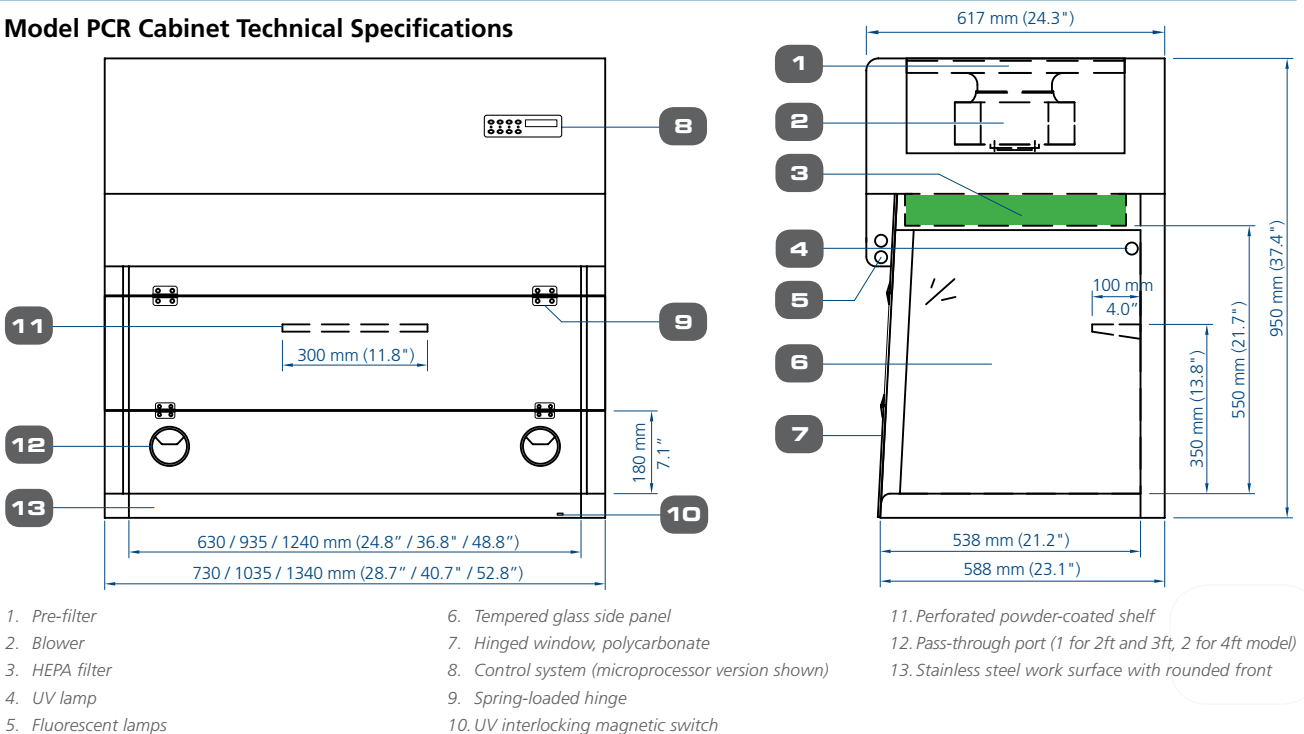 Model PCR Cabinet Technical Specifications
617 mm (24.3")
1
2
3
4
5
6
7
8
9
10
11
12
13
300 mm (11.8")
180 mm
7.1”
100 mm
4.0”
350 mm (13.8")
550 mm (21.7")
950 mm (37.4")
630 / 935 / 1240 mm (24.8” / 36.8" / 48.8”)
730 / 1035 / 1340 mm (28.7” / 40.7" / 52.8”)
538 mm (21.2")
588 mm (23.1")
1. Pre-filter
2. Blower
3. HEPA filter
4. UV lamp
5. Fluorescent lamps
6. Tempered glass side panel
7. Hinged window, polycarbonate
8. Control system (microprocessor version shown)
9. Spring-loaded hinge
10. UV interlocking magnetic switch
11. Perforated powder-coated shelf
12. Pass-through port (1 for 2ft and 3ft, 2 for 4ft model)
13. Stainless steel work surface with rounded front